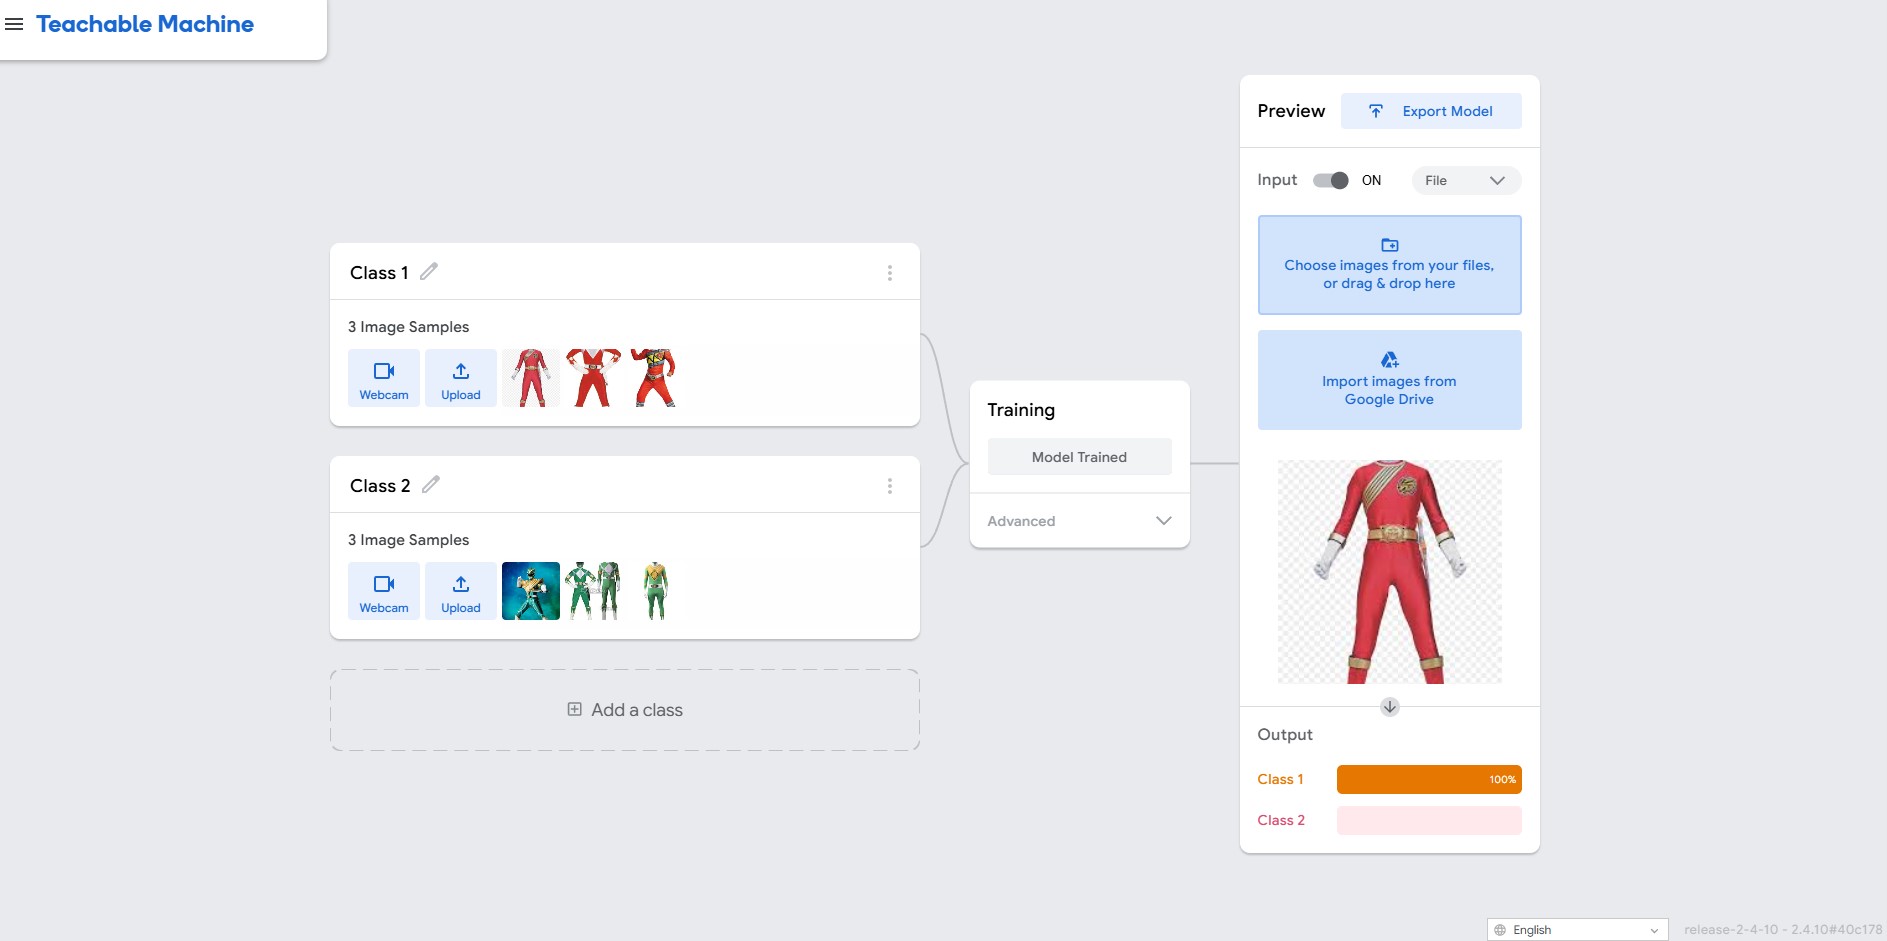 Teachable Machine
Class 1
3 Image Samples
Webcam
Upload
Class 2
3 Image Samples
Webcam
Upload
Add a class
Training
Model Trained
Advanced
Preview
Export Model
Input
ON
File
Choose images from your files,
or drag & drop here
Import images from
Google Drive
Output
Class 1
100%
Class 2
English
release-2-4-10 - 2.4.10#40c178